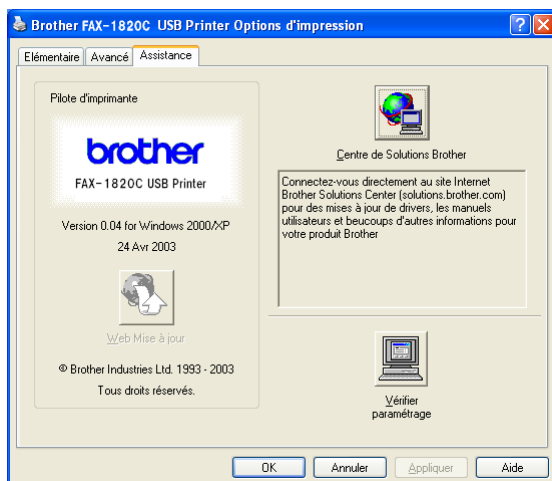 Brother FAX-1820C USB Printer Options d'impression
Elémentaire Avancé Assistance
Pilote d'imprimante
brother
FAX-1820C USB Printer
Version 0.04 for Windows 2000/XP
24 Avr 2003
Web Mise à jour
© Brother Industries Ltd. 1993 - 2003
Tous droits réservés.
Centre de Solutions Brother
Connectez-vous directement au site Internet
Brother Solutions Center (solutions.brother.com)
pour des mises à jour de drivers, les manuels
utilisateurs et beucoups d'autres informations pour
votre produit Brother
Vérifier
paramétrage
OK Annuler Appliquer Aide